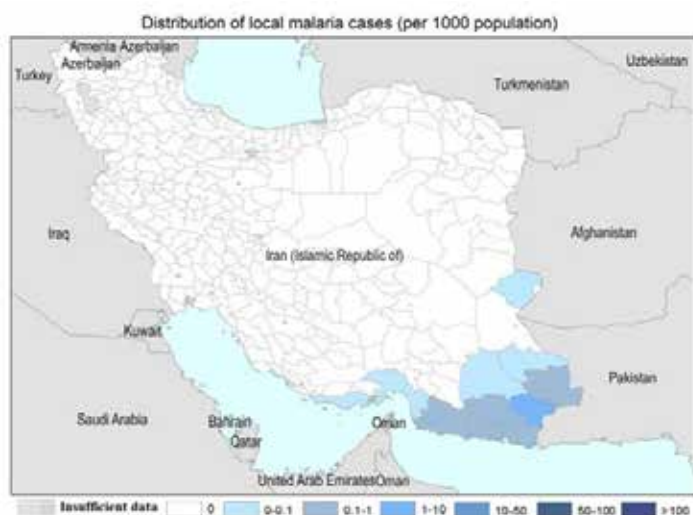 Distribution of local malaria cases (per 1000 population)
Armenia Azerbaijan
Uzbekistan
Azerbaijan
Turkey
Turkmenistan
Iraq
Afghanistan
Iran (Islamic Republic of)
Kuwait
Pakistan
Saudi Arabia
Bahrain
Oman
Qatar
United Arab Emirates Oman
Insufficient data 0 0-0.1 0.1-1 1-10 10-50 50-100 >100